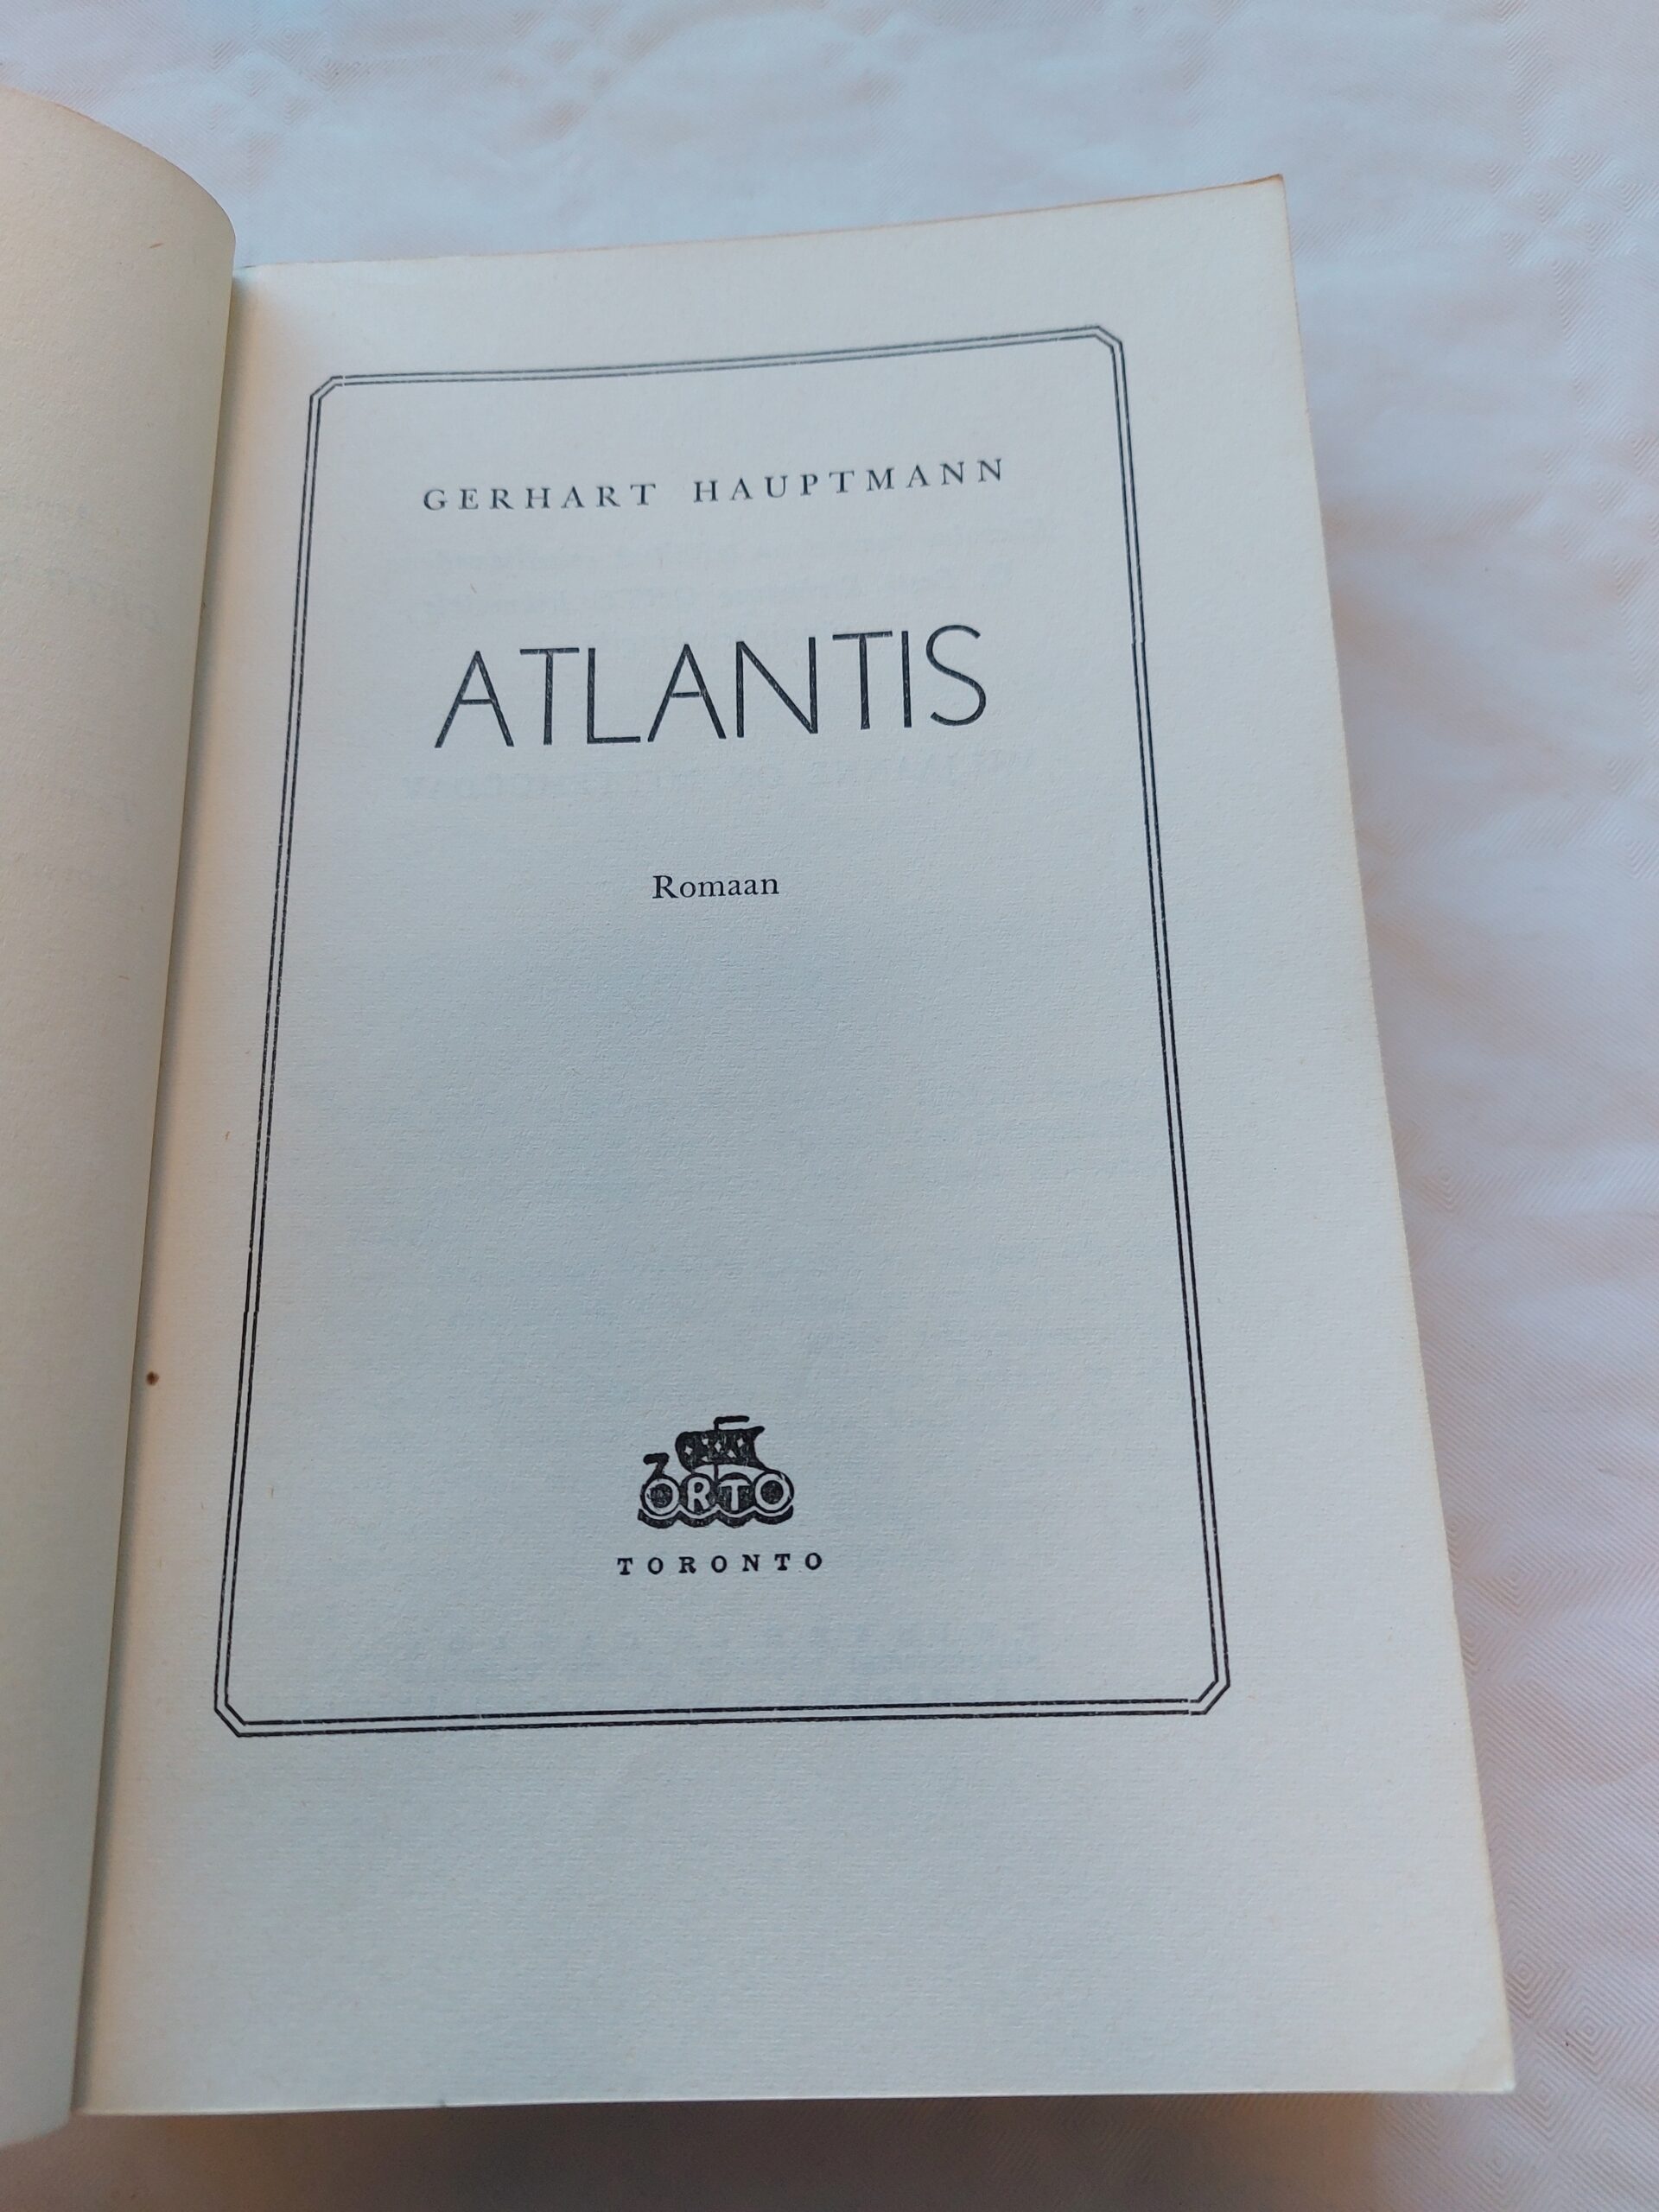 GERHART HAUPTMANN
ATLANTIS
Romaan
ORTO
TORONTO